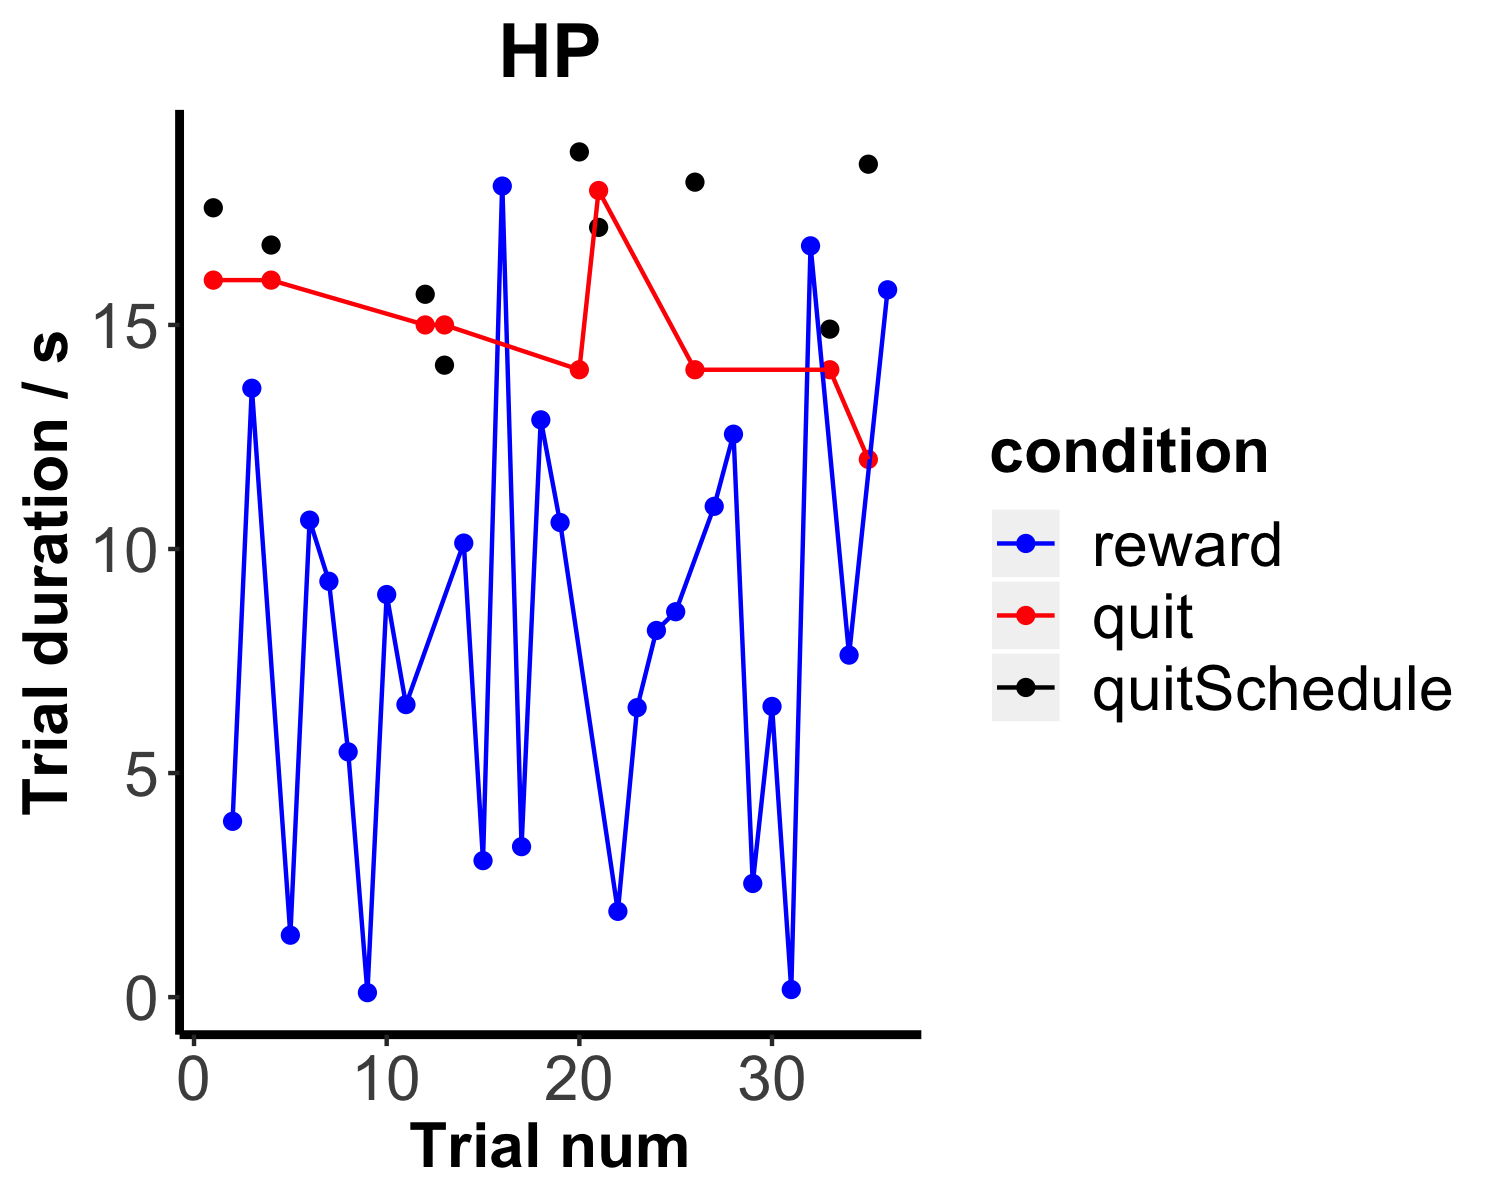 HP
Trial duration / s
15
10
5
0
0 10 20 30
Trial num
condition
reward
quit
quitSchedule